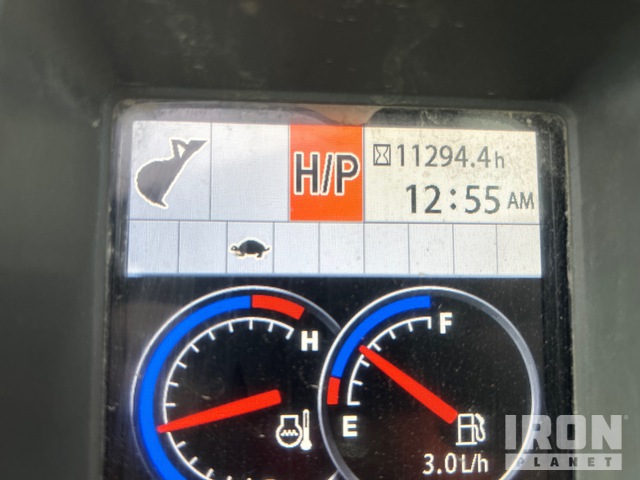 H/P
11294.4h
12:55 AM
H
F
E
3.0L/h
IRON
PLANET